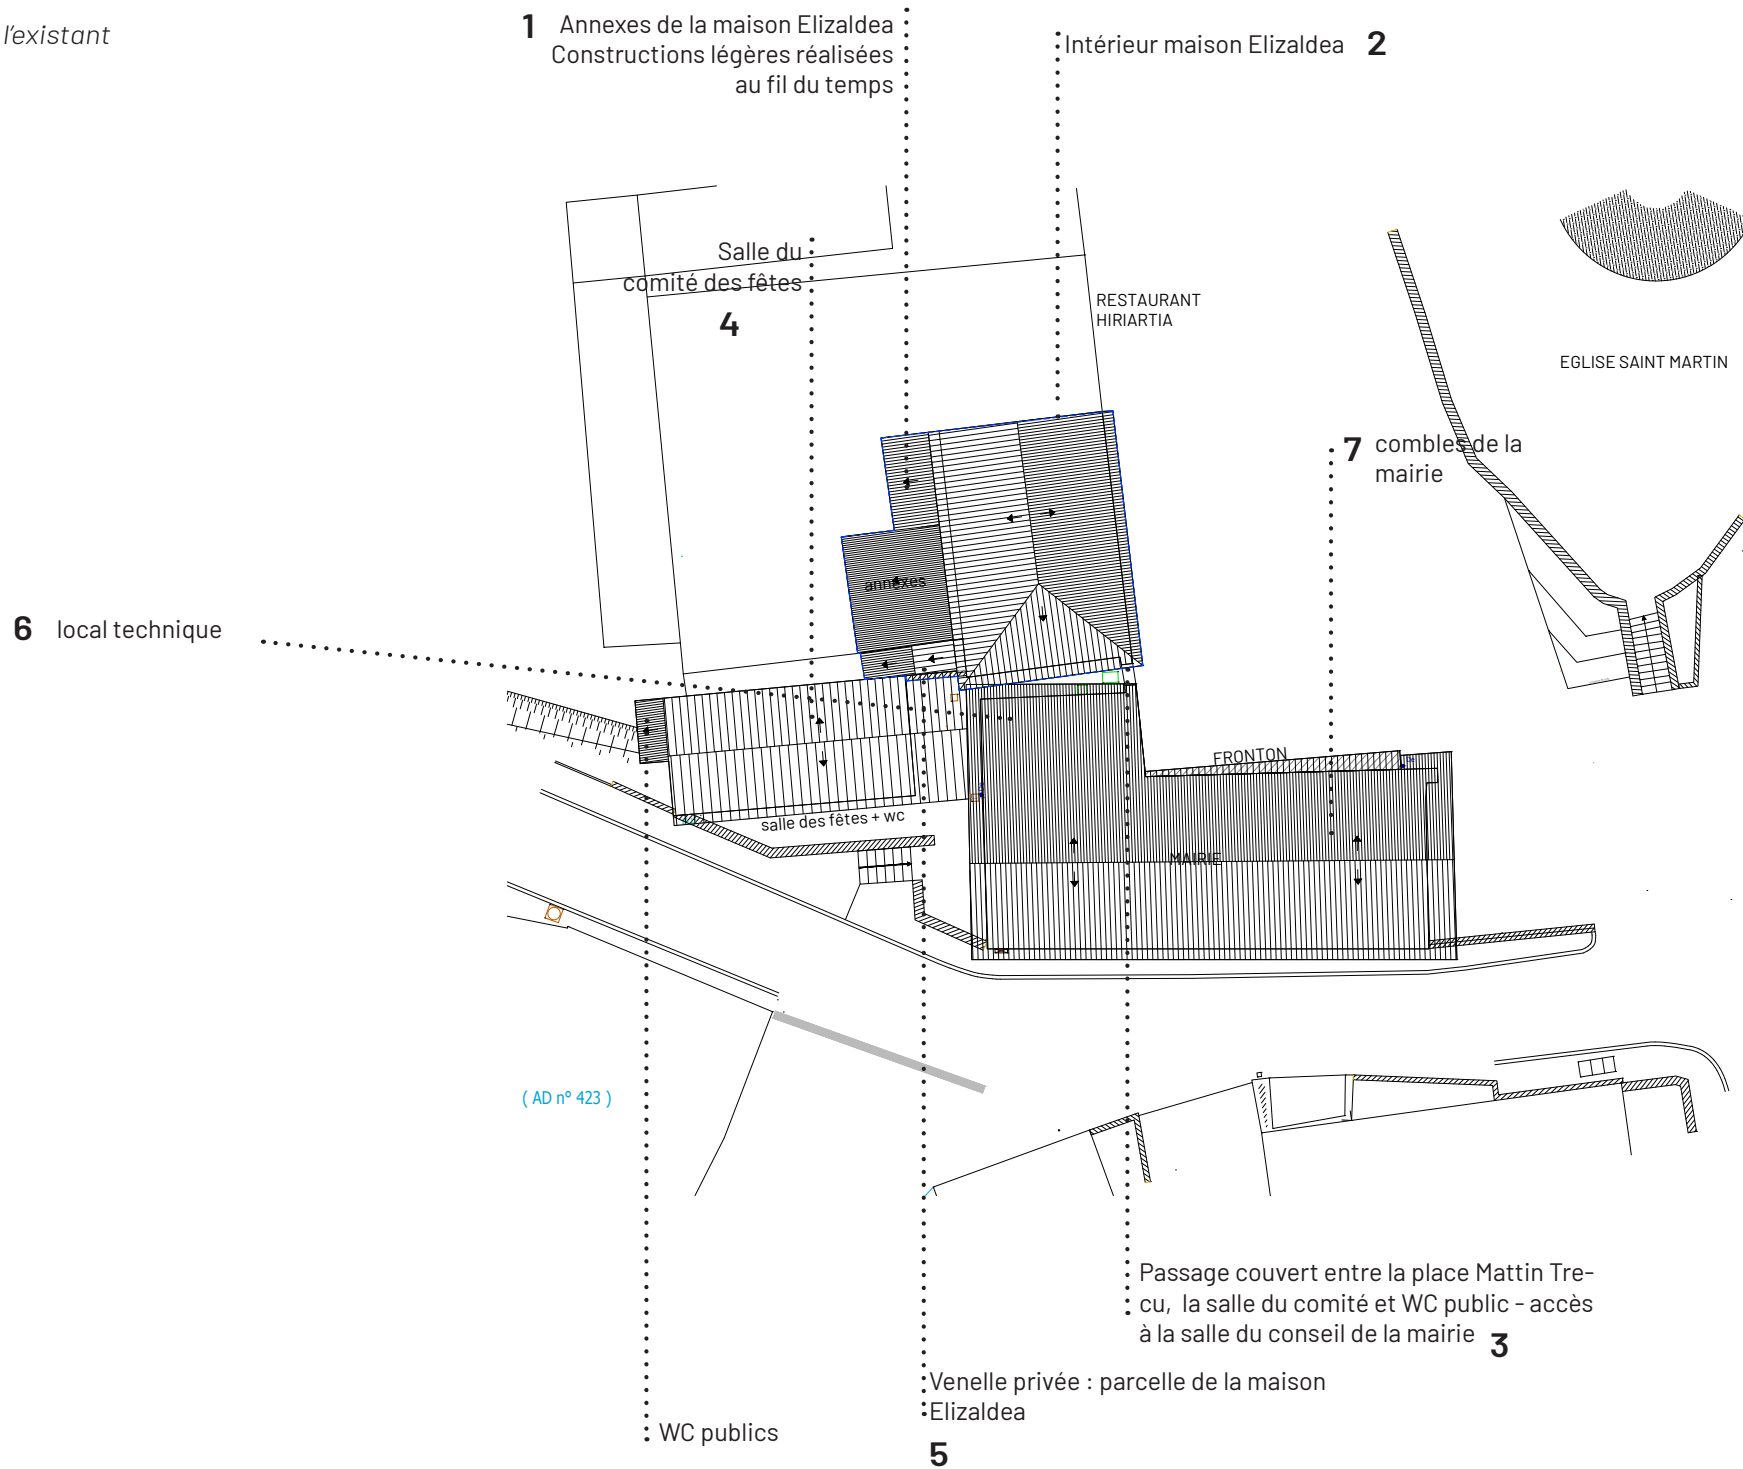 l'existant
1 Annexes de la maison Elizaldea
Constructions légères réalisées
au fil du temps
Intérieur maison Elizaldea 2
Salle du
comité des fêtes
4
RESTAURANT
HIRIARTIA
EGLISE SAINT MARTIN
7 combles de la
mairie
annexes
6 local technique
FRONTON
salle des fêtes + wc
MAIRIE
( AD n° 423 )
Passage couvert entre la place Mattin Tre-
cu, la salle du comité et WC public - accès
à la salle du conseil de la mairie 3
Venelle privée : parcelle de la maison
Elizaldea
5
WC publics